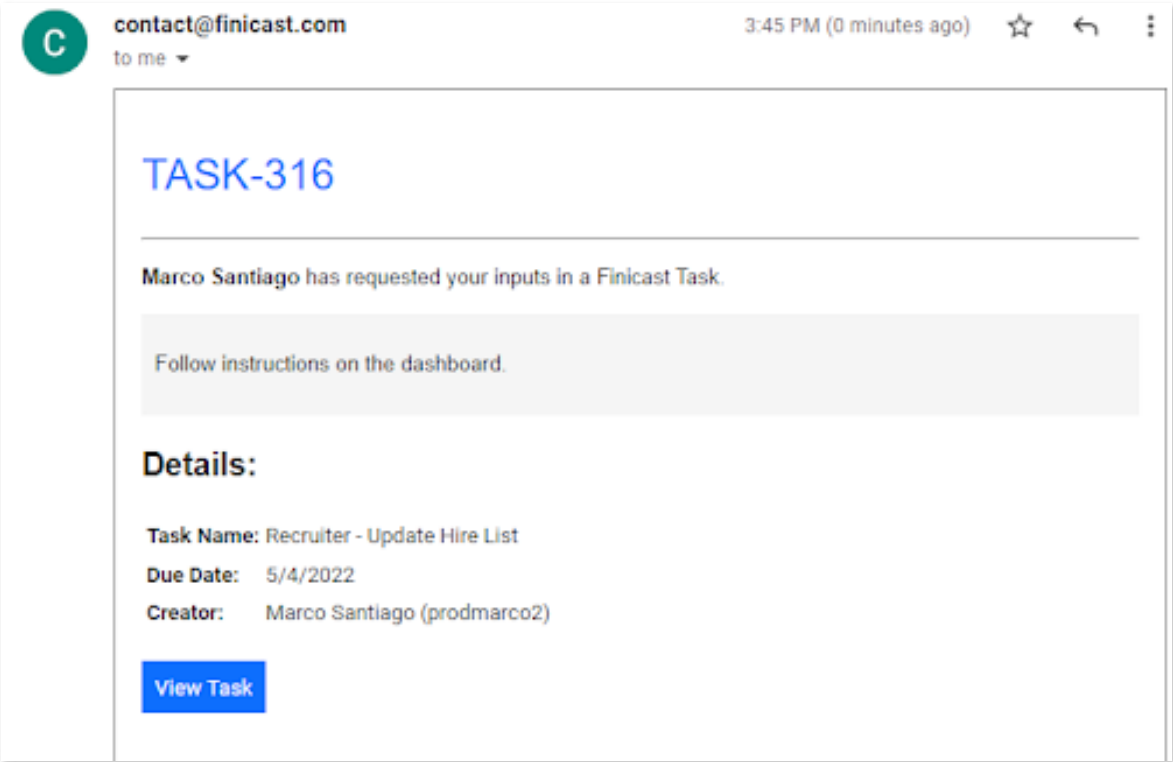 C
contact@finicast.com
3:45 PM (0 minutes ago)
to me
TASK-316
Marco Santiago has requested your inputs in a Finicast Task.
Follow instructions on the dashboard.
Details:
Task Name: Recruiter - Update Hire List
Due Date: 5/4/2022
Creator: Marco Santiago (prodmarco2)
View Task